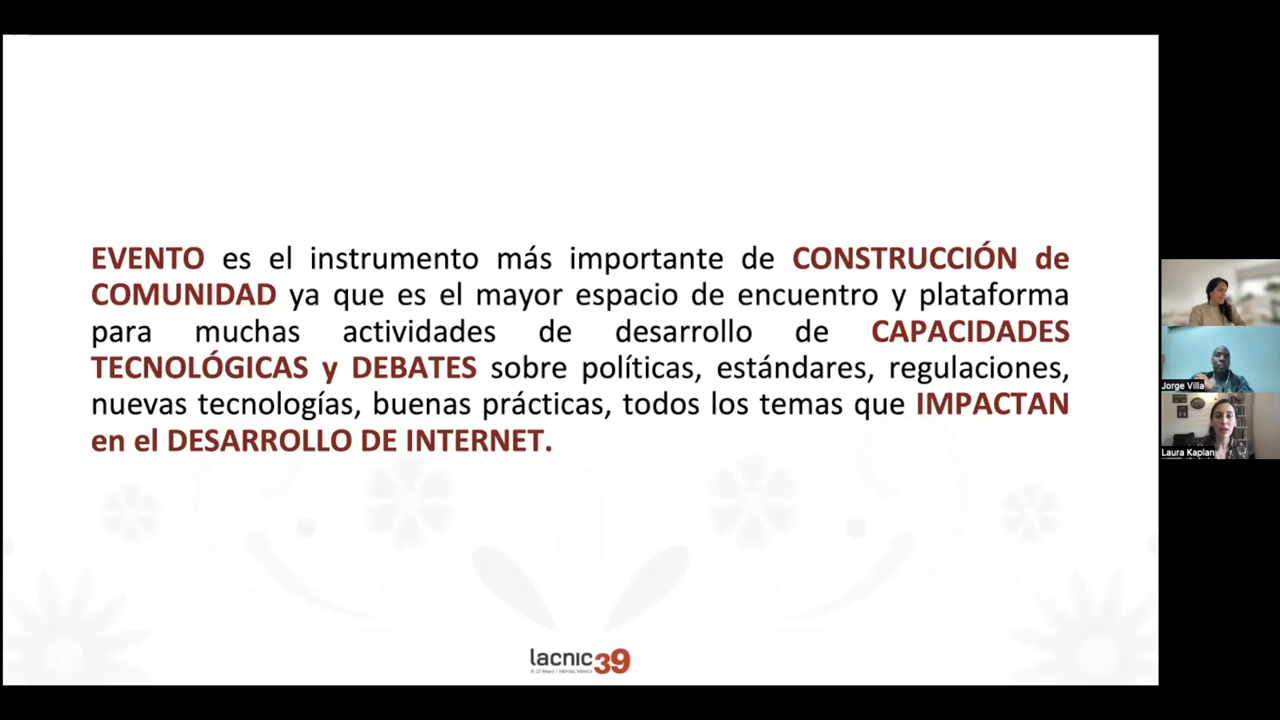 EVENTO es el instrumento más importante de CONSTRUCCIÓN de
COMUNIDAD ya que es el mayor espacio de encuentro y plataforma
para muchas actividades de desarrollo de CAPACIDADES
TECNOLÓGICAS y DEBATES sobre políticas, estándares, regulaciones,
nuevas tecnologías, buenas prácticas, todos los temas que IMPACTAN
en el DESARROLLO DE INTERNET.
Jorge Villa
Laura Kaplan
lacnic39